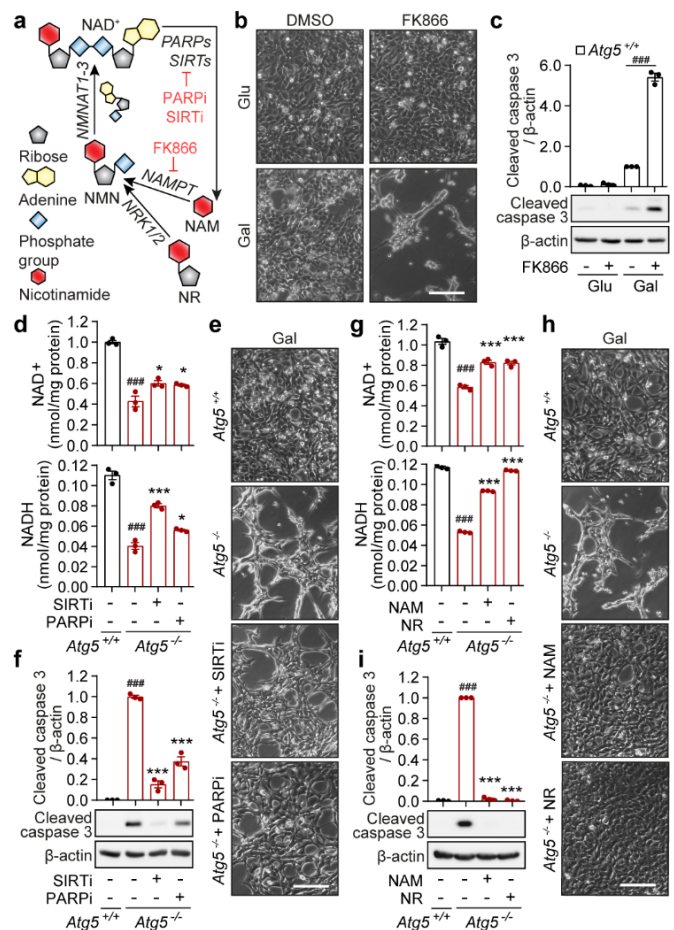 a
NAD+
PARPs
SIRTs
PARPi
SIRTi
NMNAT1-3
FK866
NMN
NAMPT
NAM
NRK1/2
NR
Ribose
Adenine
Phosphate
group
Nicotinamide
b
DMSO
FK866
Glu
Gal
c
Atg5+/+
###
Cleaved caspase 3
/ β-actin
6.0
4.0
2.0
0.0
Cleaved
caspase 3
β-actin
FK866
- + - +
Glu Gal
d
NAD+
(nmol/mg protein)
1.0
0.8
0.6
0.4
0.2
0.0
###
*
*
NADH
(nmol/mg protein)
0.12
0.10
0.08
0.06
0.04
0.02
0.00
###
***
*
SIRTi - - + -
PARPi - - - +
Atg5+/+ Atg5-/-
e
Gal
Atg5+/+
Atg5-/-
Atg5-/- + SIRTi
Atg5-/- + PARPi
f
Cleaved caspase 3
/ β-actin
1.2
1.0
0.8
0.6
0.4
0.2
0.0
###
***
***
Cleaved
caspase 3
β-actin
SIRTi - - + -
PARPi - - - +
Atg5+/+ Atg5-/-
g
NAD+
(nmol/mg protein)
1.2
1.0
0.8
0.6
0.4
0.2
0.0
###
***
***
NADH
(nmol/mg protein)
0.12
0.10
0.08
0.06
0.04
0.02
0.00
###
***
***
NAM - - + -
NR - - - +
Atg5+/+ Atg5-/-
h
Gal
Atg5+/+
Atg5-/-
Atg5-/- + NAM
Atg5-/- + NR
i
Cleaved caspase 3
/ β-actin
1.2
1.0
0.8
0.6
0.4
0.2
0.0
###
***
***
Cleaved
caspase 3
β-actin
NAM - - + -
NR - - - +
Atg5+/+ Atg5-/-